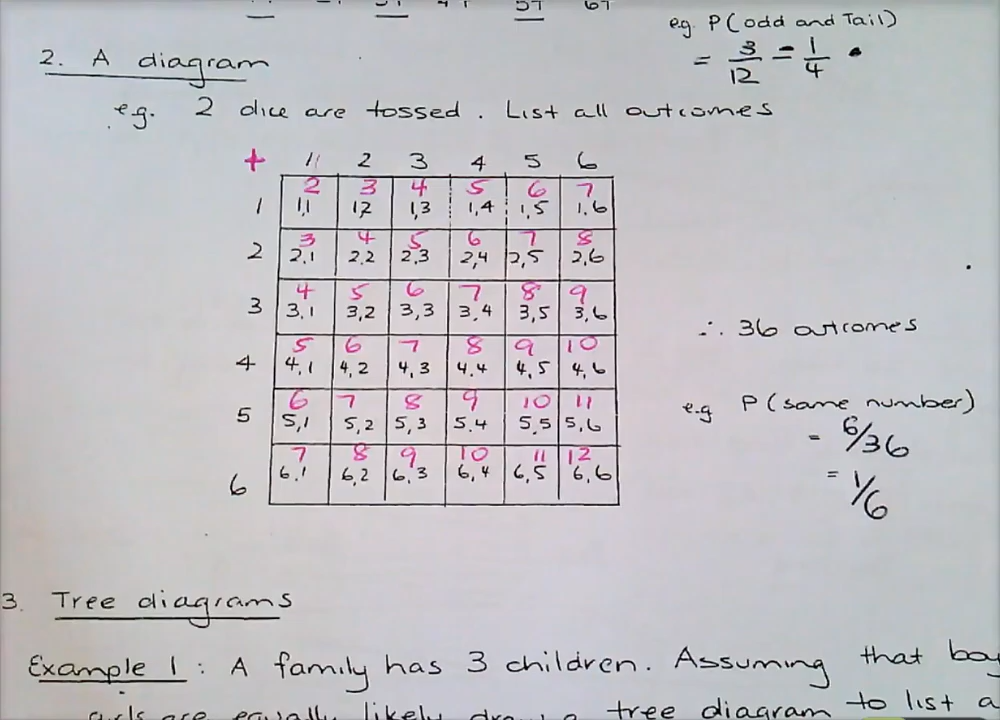 5T 6T
e.g. P(odd and Tail)
= 3/12 = 1/4
2. A diagram
e.g. 2 dice are tossed. List all outcomes
+ 1 2 3 4 5 6
2 3 4 5 6 7
1 1,1 1,2 1,3 1,4 1,5 1,6
3 4 5 6 7 8
2 2,1 2,2 2,3 2,4 2,5 2,6
4 5 6 7 8 9
3 3,1 3,2 3,3 3,4 3,5 3,6
∴ 36 outcomes
5 6 7 8 9 10
4 4,1 4,2 4,3 4,4 4,5 4,6
6 7 8 9 10 11
5 5,1 5,2 5,3 5,4 5,5 5,6
e.g P(same number)
= 6/36
= 1/6
7 8 9 10 11 12
6 6,1 6,2 6,3 6,4 6,5 6,6
3. Tree diagrams
Example 1: A family has 3 children. Assuming that boy
girls are equally likely draw a tree diagram to list a